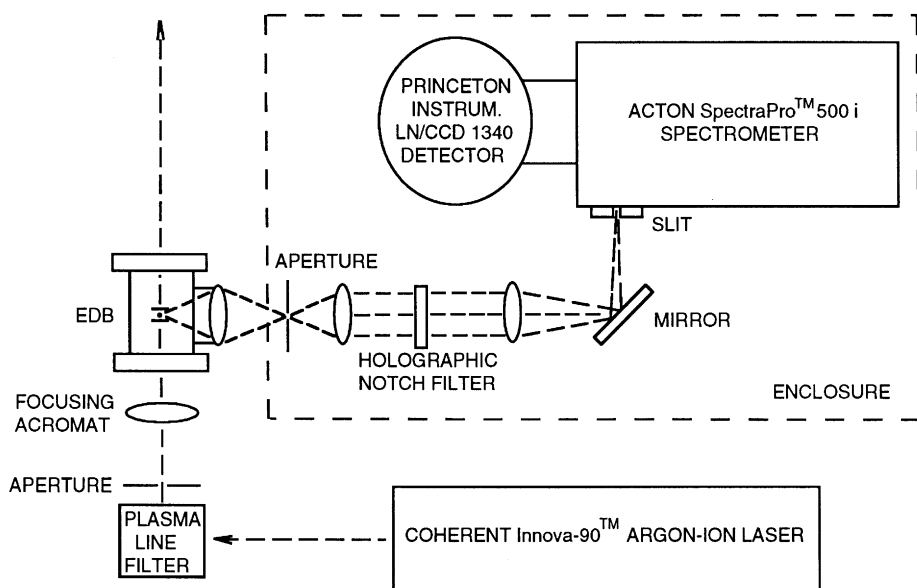 PRINCETON
INSTRUM.
LN/CCD 1340
DETECTOR
ACTON SpectraPro™ 500 i
SPECTROMETER
SLIT
APERTURE
EDB
MIRROR
HOLOGRAPHIC
NOTCH FILTER
ENCLOSURE
FOCUSING
ACROMAT
APERTURE
PLASMA
LINE
FILTER
COHERENT Innova-90™ ARGON-ION LASER